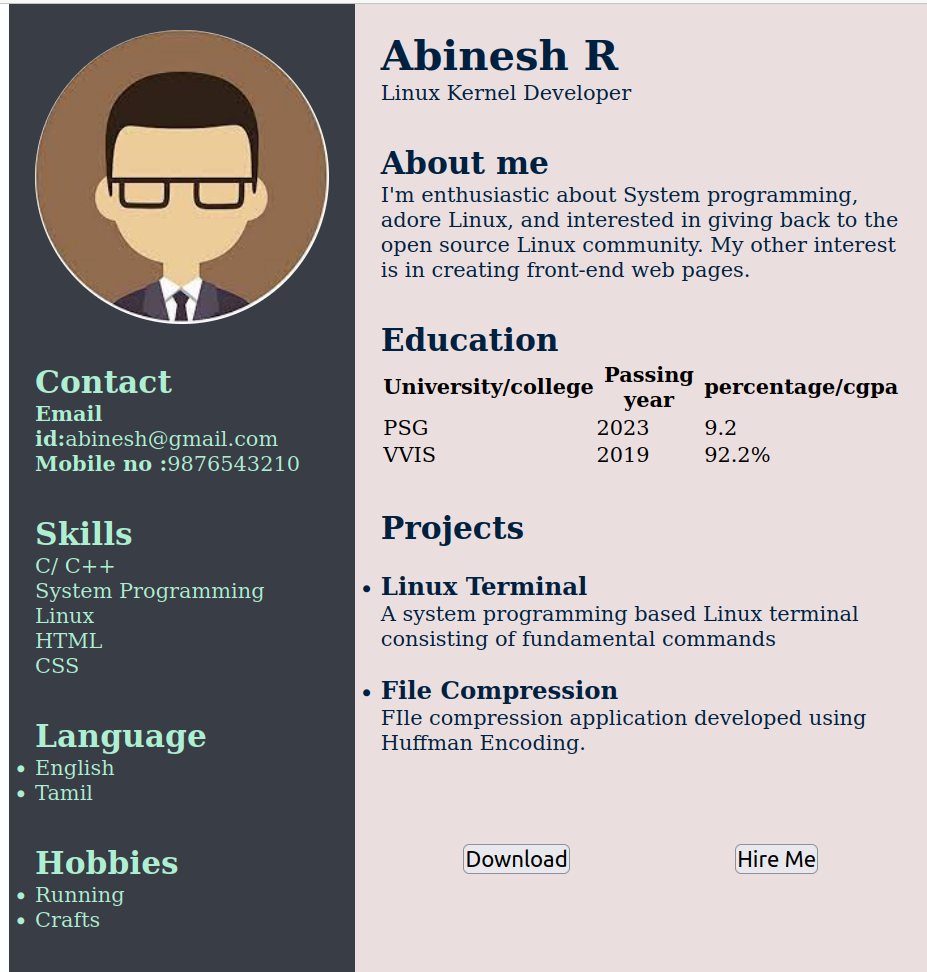 Abinesh R
Linux Kernel Developer
About me
I'm enthusiastic about System programming,
adore Linux, and interested in giving back to the
open source Linux community. My other interest
is in creating front-end web pages.
Education
University/college Passing year percentage/cgpa
PSG 2023 9.2
VVIS 2019 92.2%
Projects
• Linux Terminal
A system programming based Linux terminal
consisting of fundamental commands
• File Compression
FIle compression application developed using
Huffman Encoding.
Download Hire Me
Contact
Email
id:abinesh@gmail.com
Mobile no :9876543210
Skills
C/ C++
System Programming
Linux
HTML
CSS
Language
• English
• Tamil
Hobbies
• Running
• Crafts